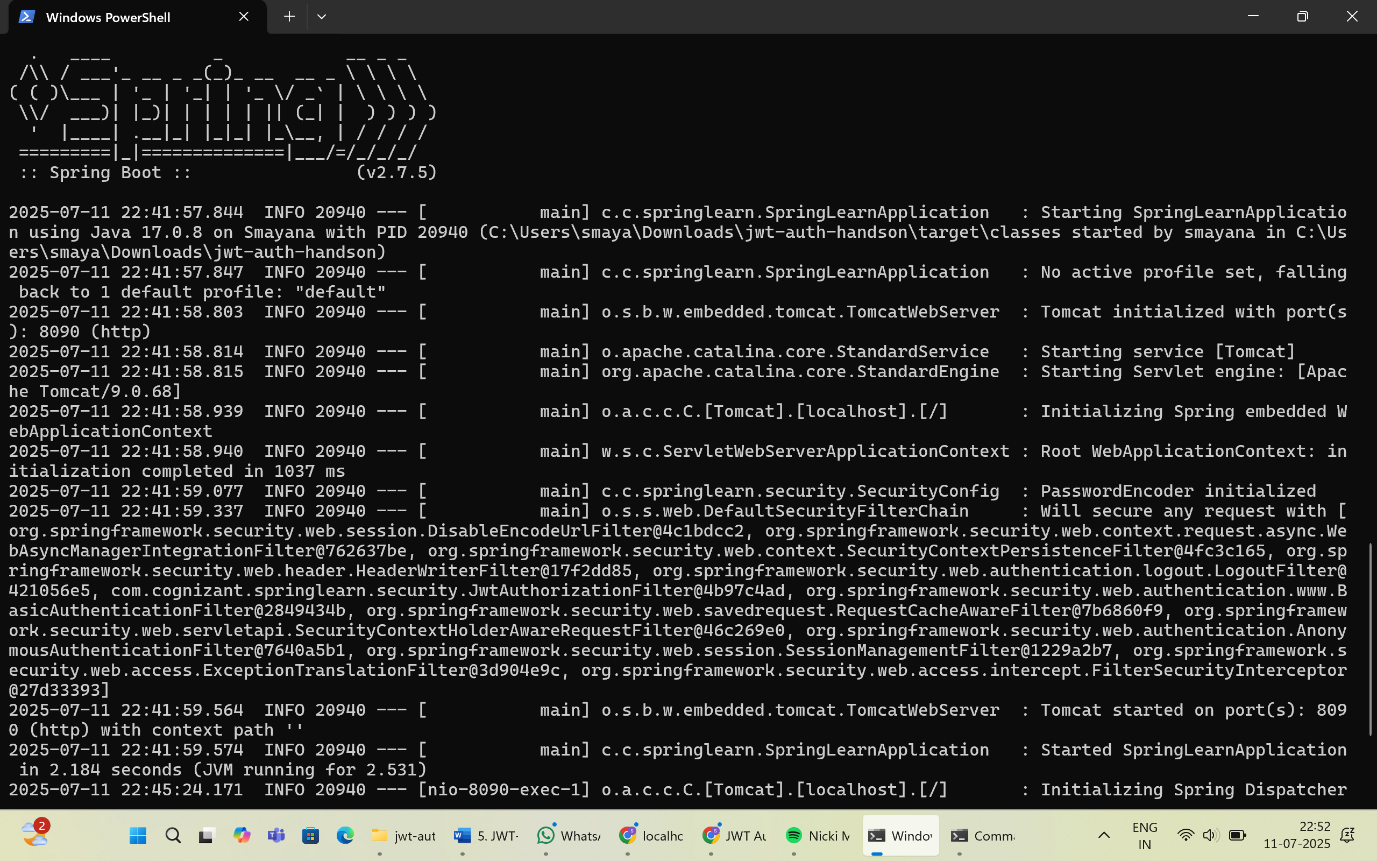 Windows PowerShell
  .   ____          _            __ _ _
 /\\ / ___'_ __ _ _(_)_ __  __ _ \ \ \ \
( ( )\___ | '_ | '_| | '_ \/ _` | \ \ \ \
 \\/  ___)| |_)| | | | | || (_| |  ) ) ) )
  '  |____| .__|_| |_|_| |_\__, | / / / /
 =========|_|==============|___/=/_/_/_/
 :: Spring Boot ::                (v2.7.5)
2025-07-11 22:41:57.844  INFO 20940 --- [           main] c.c.springlearn.SpringLearnApplication   : Starting SpringLearnApplicatio
n using Java 17.0.8 on Smayana with PID 20940 (C:\Users\smaya\Downloads\jwt-auth-handson\target\classes started by smayana in C:\Us
ers\smaya\Downloads\jwt-auth-handson)
2025-07-11 22:41:57.847  INFO 20940 --- [           main] c.c.springlearn.SpringLearnApplication   : No active profile set, falling
 back to 1 default profile: "default"
2025-07-11 22:41:58.803  INFO 20940 --- [           main] o.s.b.w.embedded.tomcat.TomcatWebServer  : Tomcat initialized with port(s
): 8090 (http)
2025-07-11 22:41:58.814  INFO 20940 --- [           main] o.apache.catalina.core.StandardService   : Starting service [Tomcat]
2025-07-11 22:41:58.815  INFO 20940 --- [           main] org.apache.catalina.core.StandardEngine  : Starting Servlet engine: [Apac
he Tomcat/9.0.68]
2025-07-11 22:41:58.939  INFO 20940 --- [           main] o.a.c.c.C.[Tomcat].[localhost].[/]       : Initializing Spring embedded W
ebApplicationContext
2025-07-11 22:41:58.940  INFO 20940 --- [           main] w.s.c.ServletWebServerApplicationContext : Root WebApplicationContext: in
itialization completed in 1037 ms
2025-07-11 22:41:59.077  INFO 20940 --- [           main] c.c.springlearn.security.SecurityConfig  : PasswordEncoder initialized
2025-07-11 22:41:59.337  INFO 20940 --- [           main] o.s.s.web.DefaultSecurityFilterChain     : Will secure any request with [
org.springframework.security.web.session.DisableEncodeUrlFilter@4c1bdcc2, org.springframework.security.web.context.request.async.We
bAsyncManagerIntegrationFilter@762637be, org.springframework.security.web.context.SecurityContextPersistenceFilter@4fc3c165, org.sp
ringframework.security.web.header.HeaderWriterFilter@17f2dd85, org.springframework.security.web.authentication.logout.LogoutFilter@
421056e5, com.cognizant.springlearn.security.JwtAuthorizationFilter@4b97c4ad, org.springframework.security.web.authentication.www.B
asicAuthenticationFilter@2849434b, org.springframework.security.web.savedrequest.RequestCacheAwareFilter@7b6860f9, org.springframew
ork.security.web.servletapi.SecurityContextHolderAwareRequestFilter@46c269e0, org.springframework.security.web.authentication.Anony
mousAuthenticationFilter@7640a5b1, org.springframework.security.web.session.SessionManagementFilter@1229a2b7, org.springframework.s
ecurity.web.access.ExceptionTranslationFilter@3d904e9c, org.springframework.security.web.access.intercept.FilterSecurityInterceptor
@27d33393]
2025-07-11 22:41:59.564  INFO 20940 --- [           main] o.s.b.w.embedded.tomcat.TomcatWebServer  : Tomcat started on port(s): 809
0 (http) with context path ''
2025-07-11 22:41:59.574  INFO 20940 --- [           main] c.c.springlearn.SpringLearnApplication   : Started SpringLearnApplication
 in 2.184 seconds (JVM running for 2.531)
2025-07-11 22:45:24.171  INFO 20940 --- [nio-8090-exec-1] o.a.c.c.C.[Tomcat].[localhost].[/]       : Initializing Spring Dispatcher
2 jwt-aut 5. JWT- Whats localhc JWT Au Nicki M Windov Comm ENG IN 22:52
11-07-2025